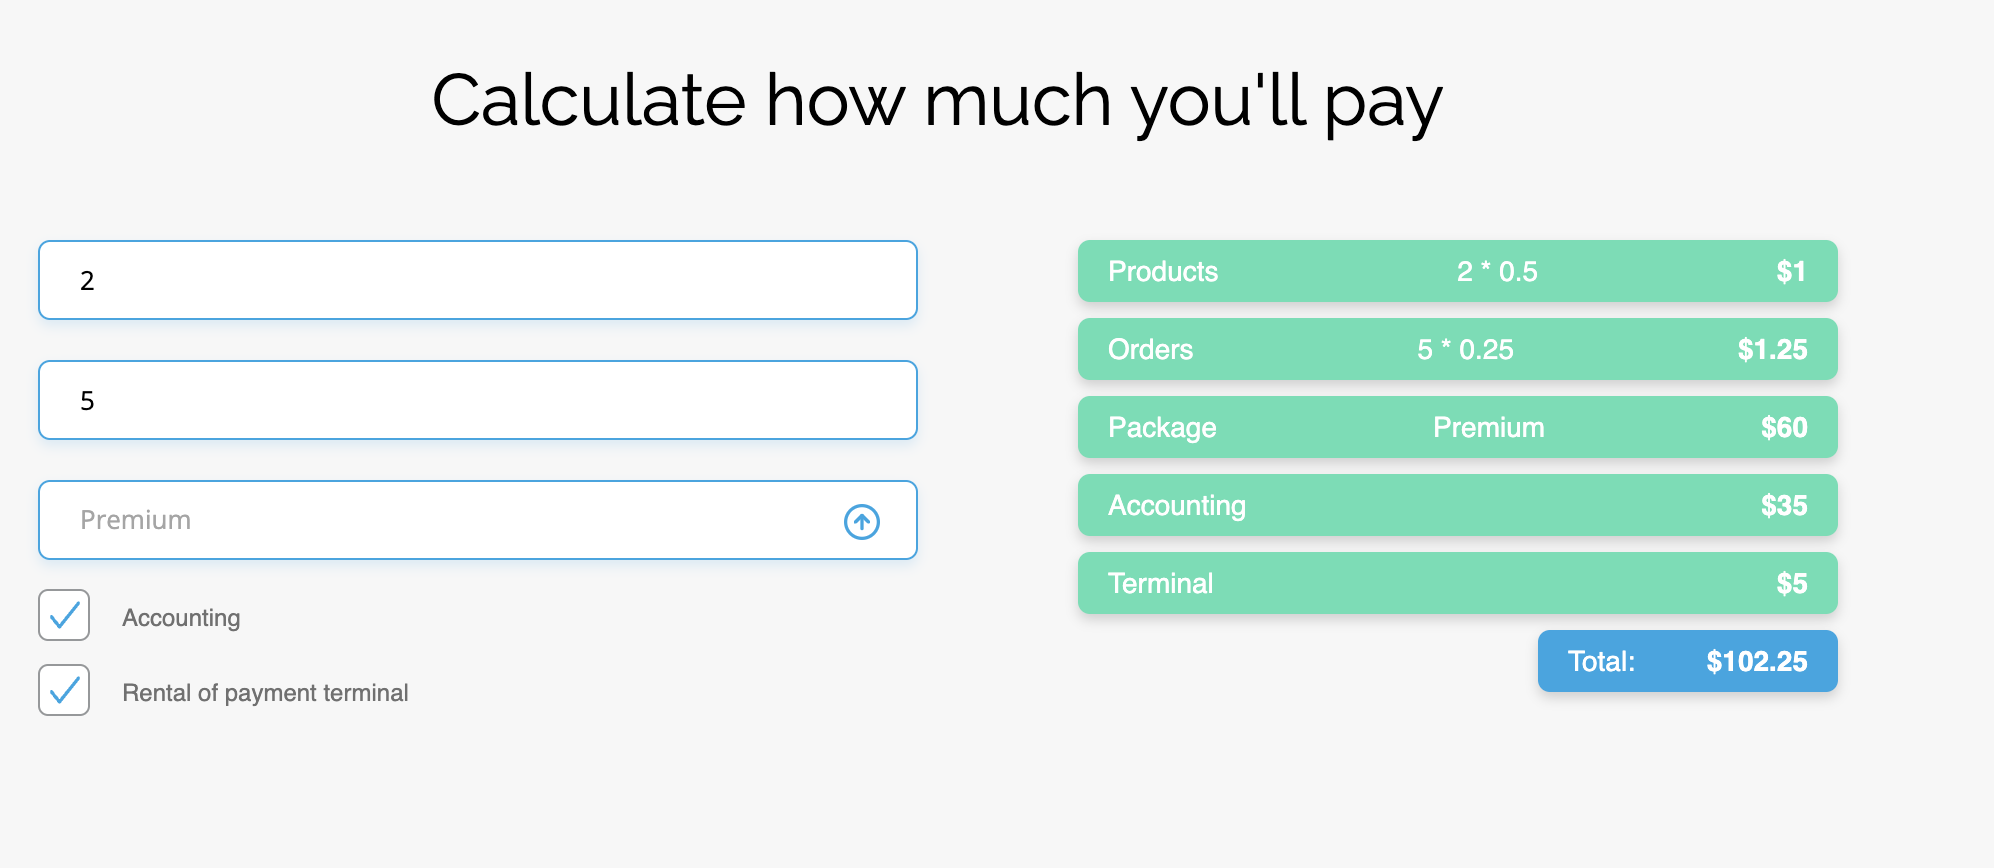 Calculate how much you'll pay
2
5
Premium
Accounting
Rental of payment terminal
Products 2 * 0.5 $1
Orders 5 * 0.25 $1.25
Package Premium $60
Accounting $35
Terminal $5
Total: $102.25